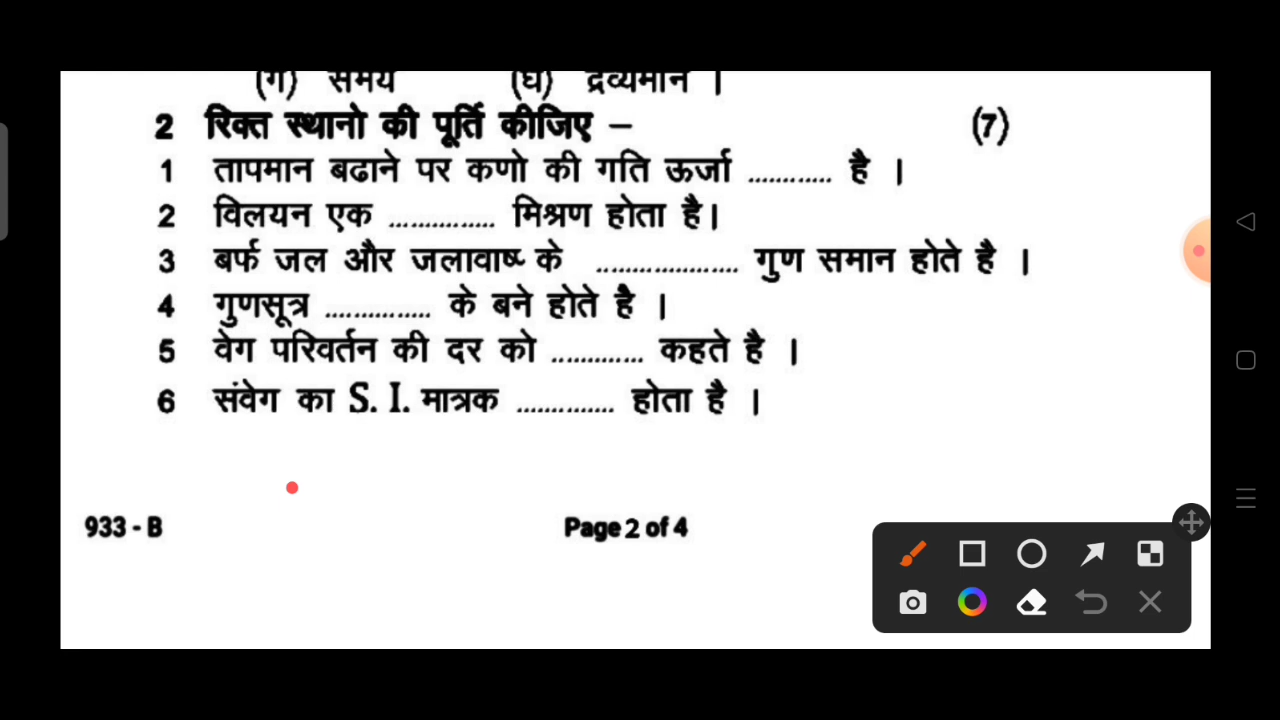 (ग) समय (घ) द्रव्यमान ।
2 रिक्त स्थानो की पूर्ति कीजिए – (7)
1 तापमान बढाने पर कणो की गति ऊर्जा ............ है ।
2 विलयन एक ............... मिश्रण होता है।
3 बर्फ जल और जलावाष्प के .................... गुण समान होते है ।
4 गुणसूत्र ............... के बने होते है ।
5 वेग परिवर्तन की दर को ............. कहते है ।
6 संवेग का S. I. मात्रक .............. होता है ।
933 - B Page 2 of 4